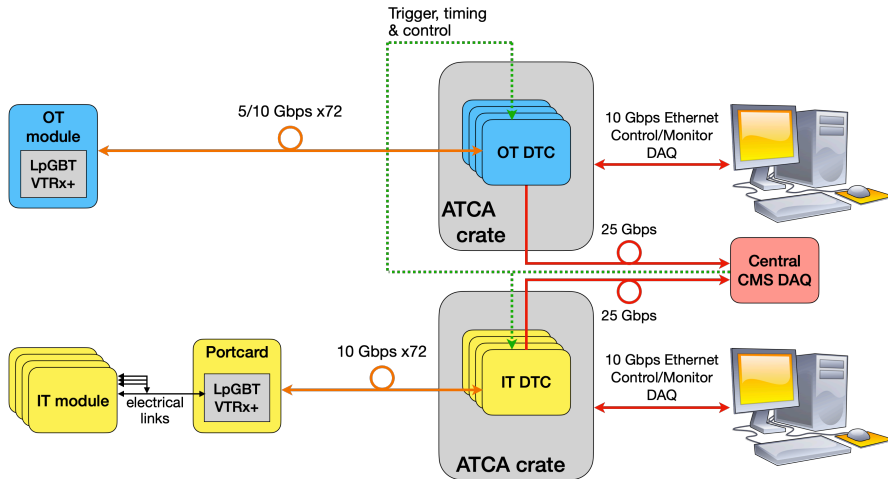 Trigger, timing
& control
OT
module
LpGBT
VTRx+
5/10 Gbps x72
OT DTC
ATCA
crate
10 Gbps Ethernet
Control/Monitor
DAQ
25 Gbps
Central
CMS DAQ
25 Gbps
IT module
electrical
links
Portcard
LpGBT
VTRx+
10 Gbps x72
IT DTC
ATCA crate
10 Gbps Ethernet
Control/Monitor
DAQ